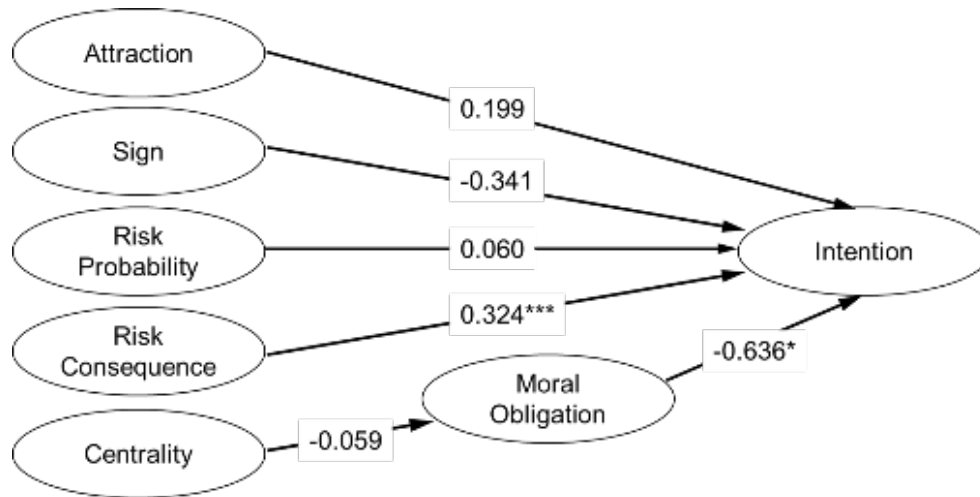 Attraction
0.199
Sign
-0.341
Risk
Probability
0.060
Intention
Risk
Consequence
0.324***
-0.636*
Moral
Obligation
Centrality
-0.059